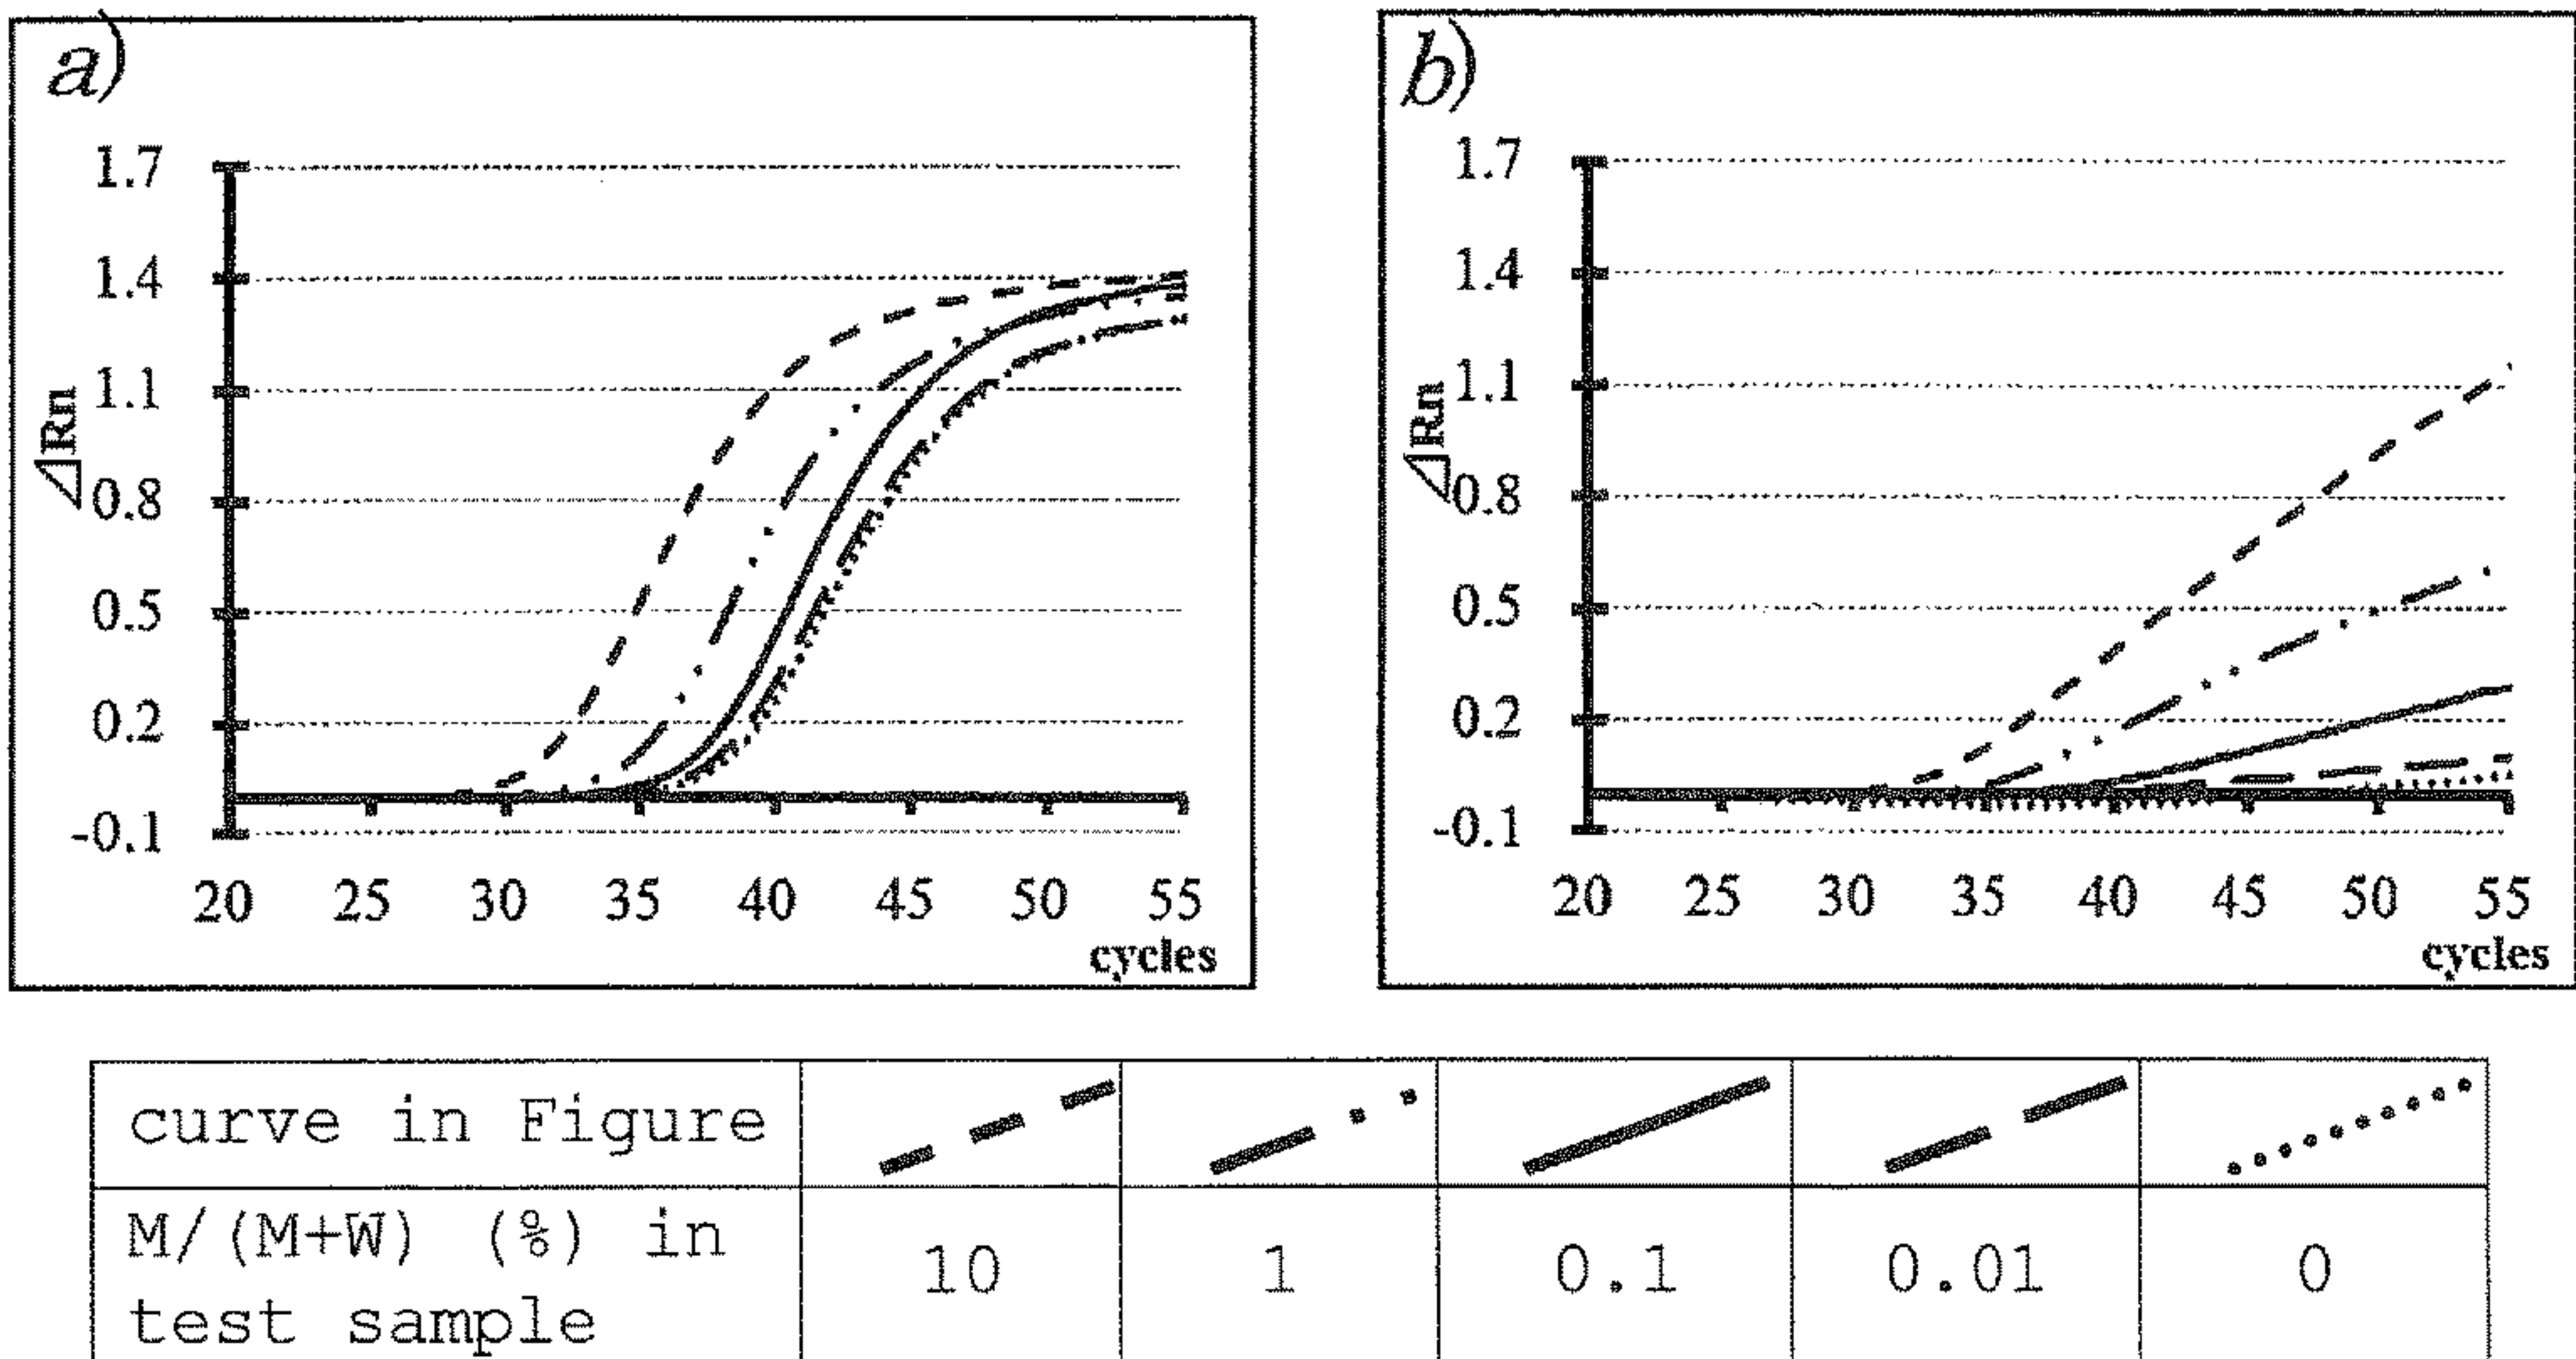 a)
1.7
1.4
1.1
0.8
0.5
0.2
-0.1
ΔRn
20 25 30 35 40 45 50 55
cycles
b)
1.7
1.4
1.1
0.8
0.5
0.2
-0.1
ΔRn
20 25 30 35 40 45 50 55
cycles
curve in Figure
M/(M+W) (%) in
test sample
10 1 0.1 0.01 0